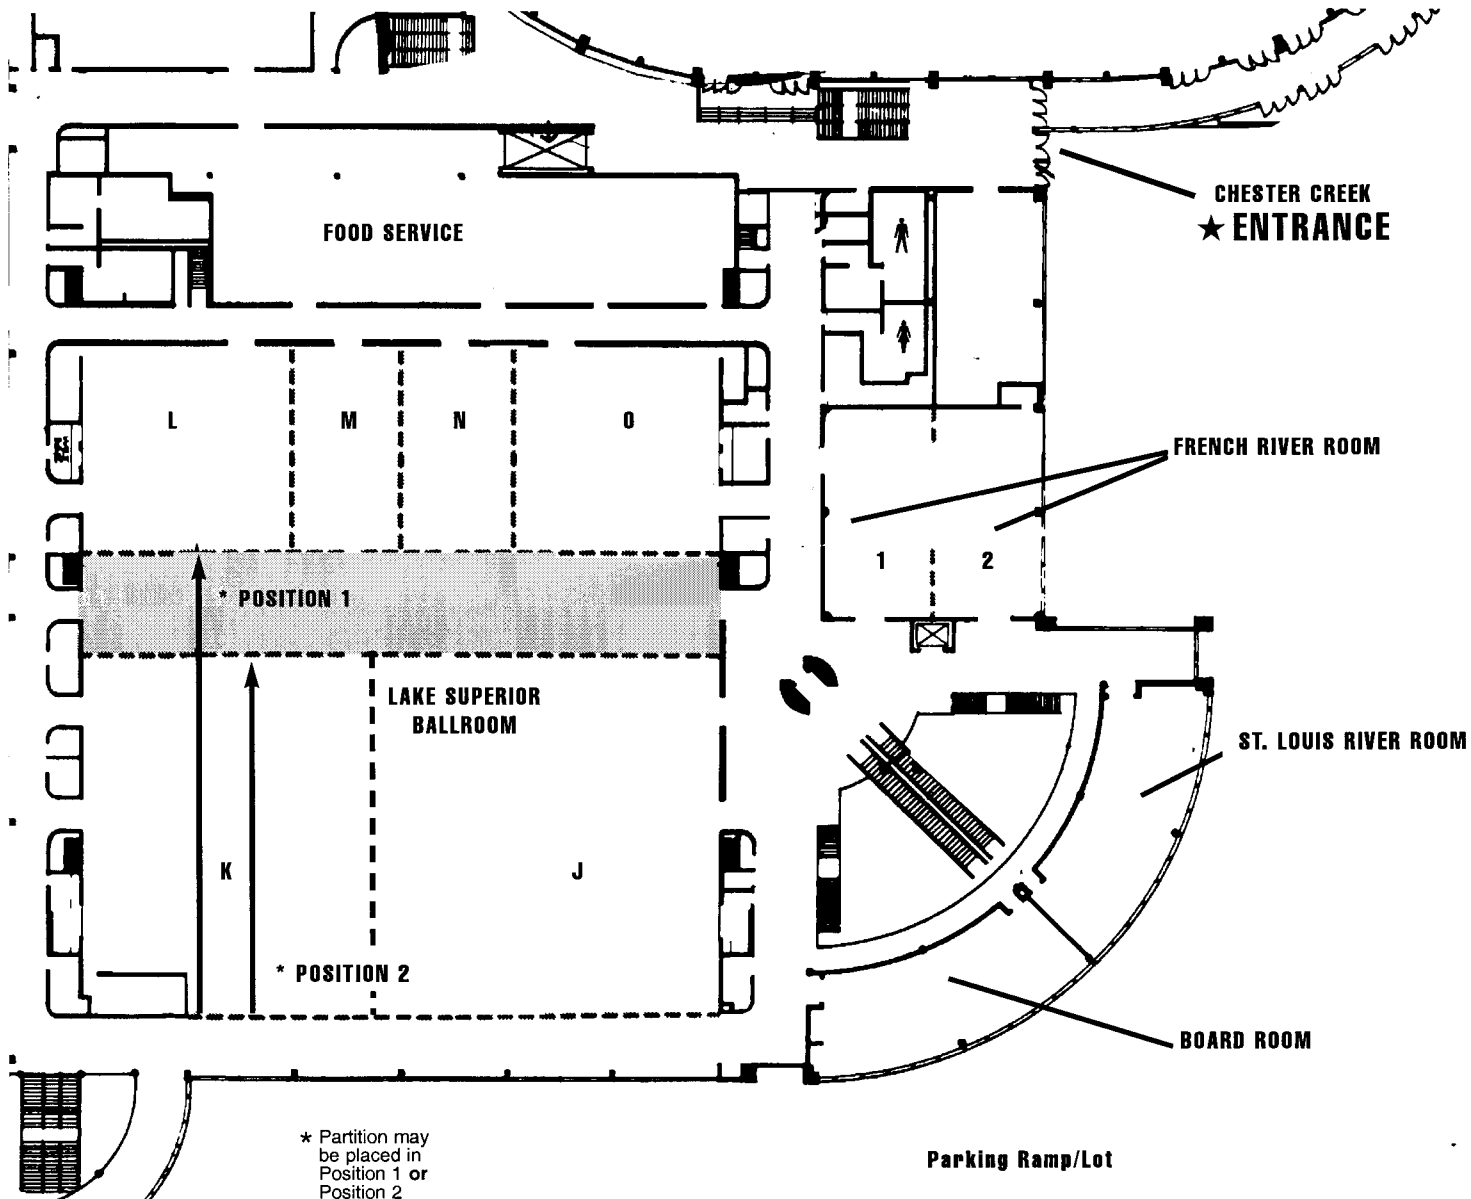 CHESTER CREEK
★ ENTRANCE
FOOD SERVICE
L
M
N
O
FRENCH RIVER ROOM
1
2
* POSITION 1
LAKE SUPERIOR
BALLROOM
ST. LOUIS RIVER ROOM
K
J
* POSITION 2
BOARD ROOM
* Partition may
be placed in
Position 1 or
Position 2
Parking Ramp/Lot